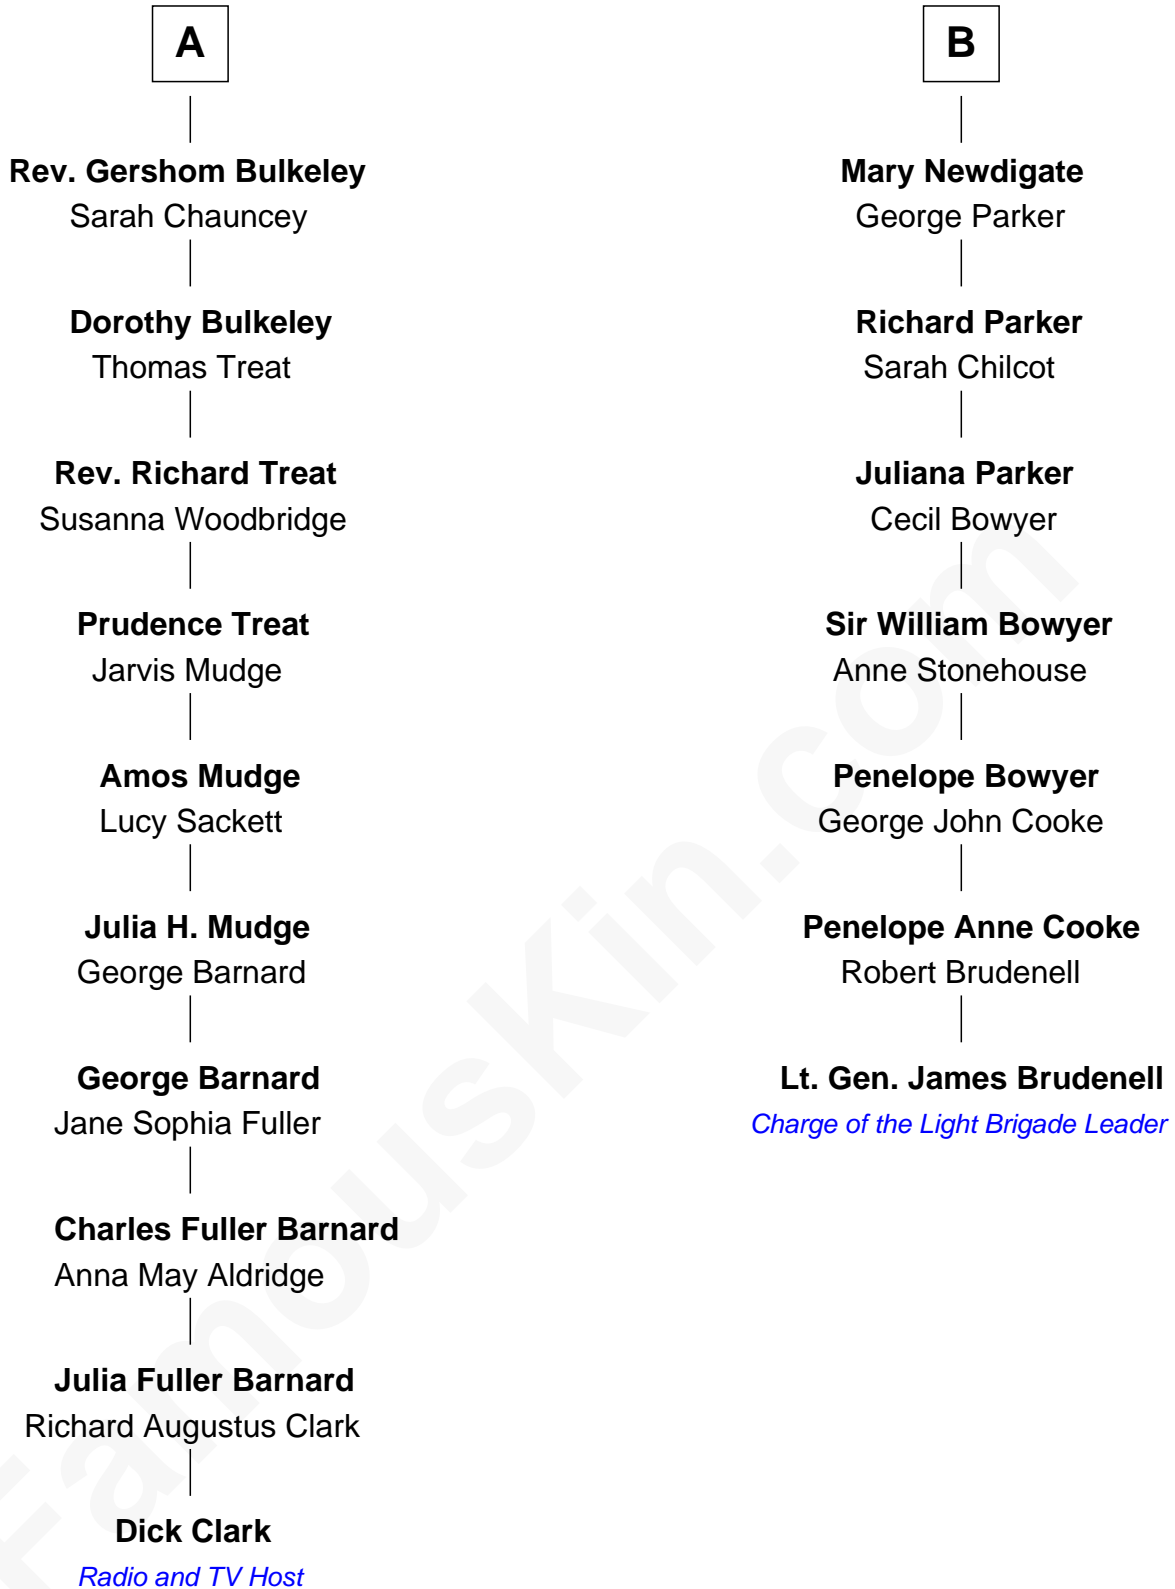 A
Rev. Gershom Bulkeley
Sarah Chauncey
Dorothy Bulkeley
Thomas Treat
Rev. Richard Treat
Susanna Woodbridge
Prudence Treat
Jarvis Mudge
Amos Mudge
Lucy Sackett
Julia H. Mudge
George Barnard
George Barnard
Jane Sophia Fuller
Charles Fuller Barnard
Anna May Aldridge
Julia Fuller Barnard
Richard Augustus Clark
Dick Clark
Radio and TV Host
B
Mary Newdigate
George Parker
Richard Parker
Sarah Chilcot
Juliana Parker
Cecil Bowyer
Sir William Bowyer
Anne Stonehouse
Penelope Bowyer
George John Cooke
Penelope Anne Cooke
Robert Brudenell
Lt. Gen. James Brudenell
Charge of the Light Brigade Leader
FamousKin.com